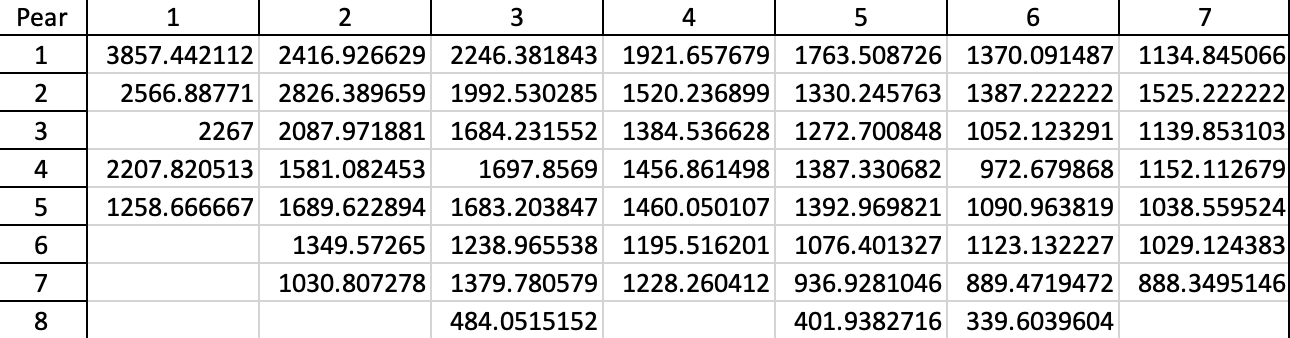 Pear 1 2 3 4 5 6 7
1 3857.442112 2416.926629 2246.381843 1921.657679 1763.508726 1370.091487 1134.845066
2 2566.88771 2826.389659 1992.530285 1520.236899 1330.245763 1387.222222 1525.222222
3 2267 2087.971881 1684.231552 1384.536628 1272.700848 1052.123291 1139.853103
4 2207.820513 1581.082453 1697.8569 1456.861498 1387.330682 972.679868 1152.112679
5 1258.666667 1689.622894 1683.203847 1460.050107 1392.969821 1090.963819 1038.559524
6 1349.57265 1238.965538 1195.516201 1076.401327 1123.132227 1029.124383
7 1030.807278 1379.780579 1228.260412 936.9281046 889.4719472 888.3495146
8 484.0515152 401.9382716 339.6039604